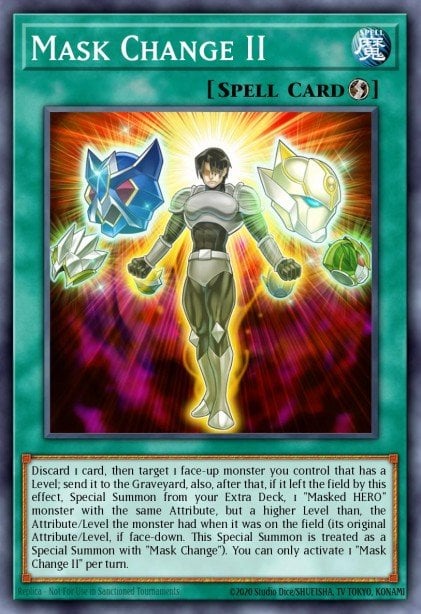 MASK CHANGE II
SPELL
魔
[SPELL CARD]
Discard 1 card, then target 1 face-up monster you control that has a
Level; send it to the Graveyard, also, after that, if it left the field by this
effect, Special Summon from your Extra Deck, 1 "Masked HERO"
monster with the same Attribute, but a higher Level than, the
Attribute/Level the monster had when it was on the field (its original
Attribute/Level, if face-down. This Special Summon is treated as a
Special Summon with "Mask Change"). You can only activate 1 "Mask
Change II" per turn.
Replica - Not For Use in Sanctioned Tournaments
©2020 Studio Dice/SHUEISHA, TV TOKYO, KONAMI